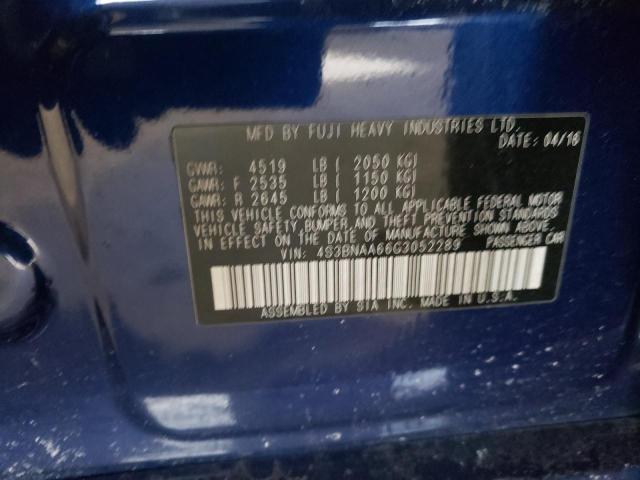 MFD BY FUJI HEAVY INDUSTRIES LTD.
DATE: 04/16
GVWR: 4519 LB ( 2050 KG)
GAWR: F 2535 LB ( 1150 KG)
GAWR: R 2645 LB ( 1200 KG)
THIS VEHICLE CONFORMS TO ALL APPLICABLE FEDERAL MOTOR
VEHICLE SAFETY, BUMPER, AND THEFT PREVENTION STANDARDS
IN EFFECT ON THE DATE OF MANUFACTURE SHOWN ABOVE.
VIN: 4S3BNAA66G3052289 PASSENGER CAR
ASSEMBLED BY SIA INC. MADE IN U.S.A.